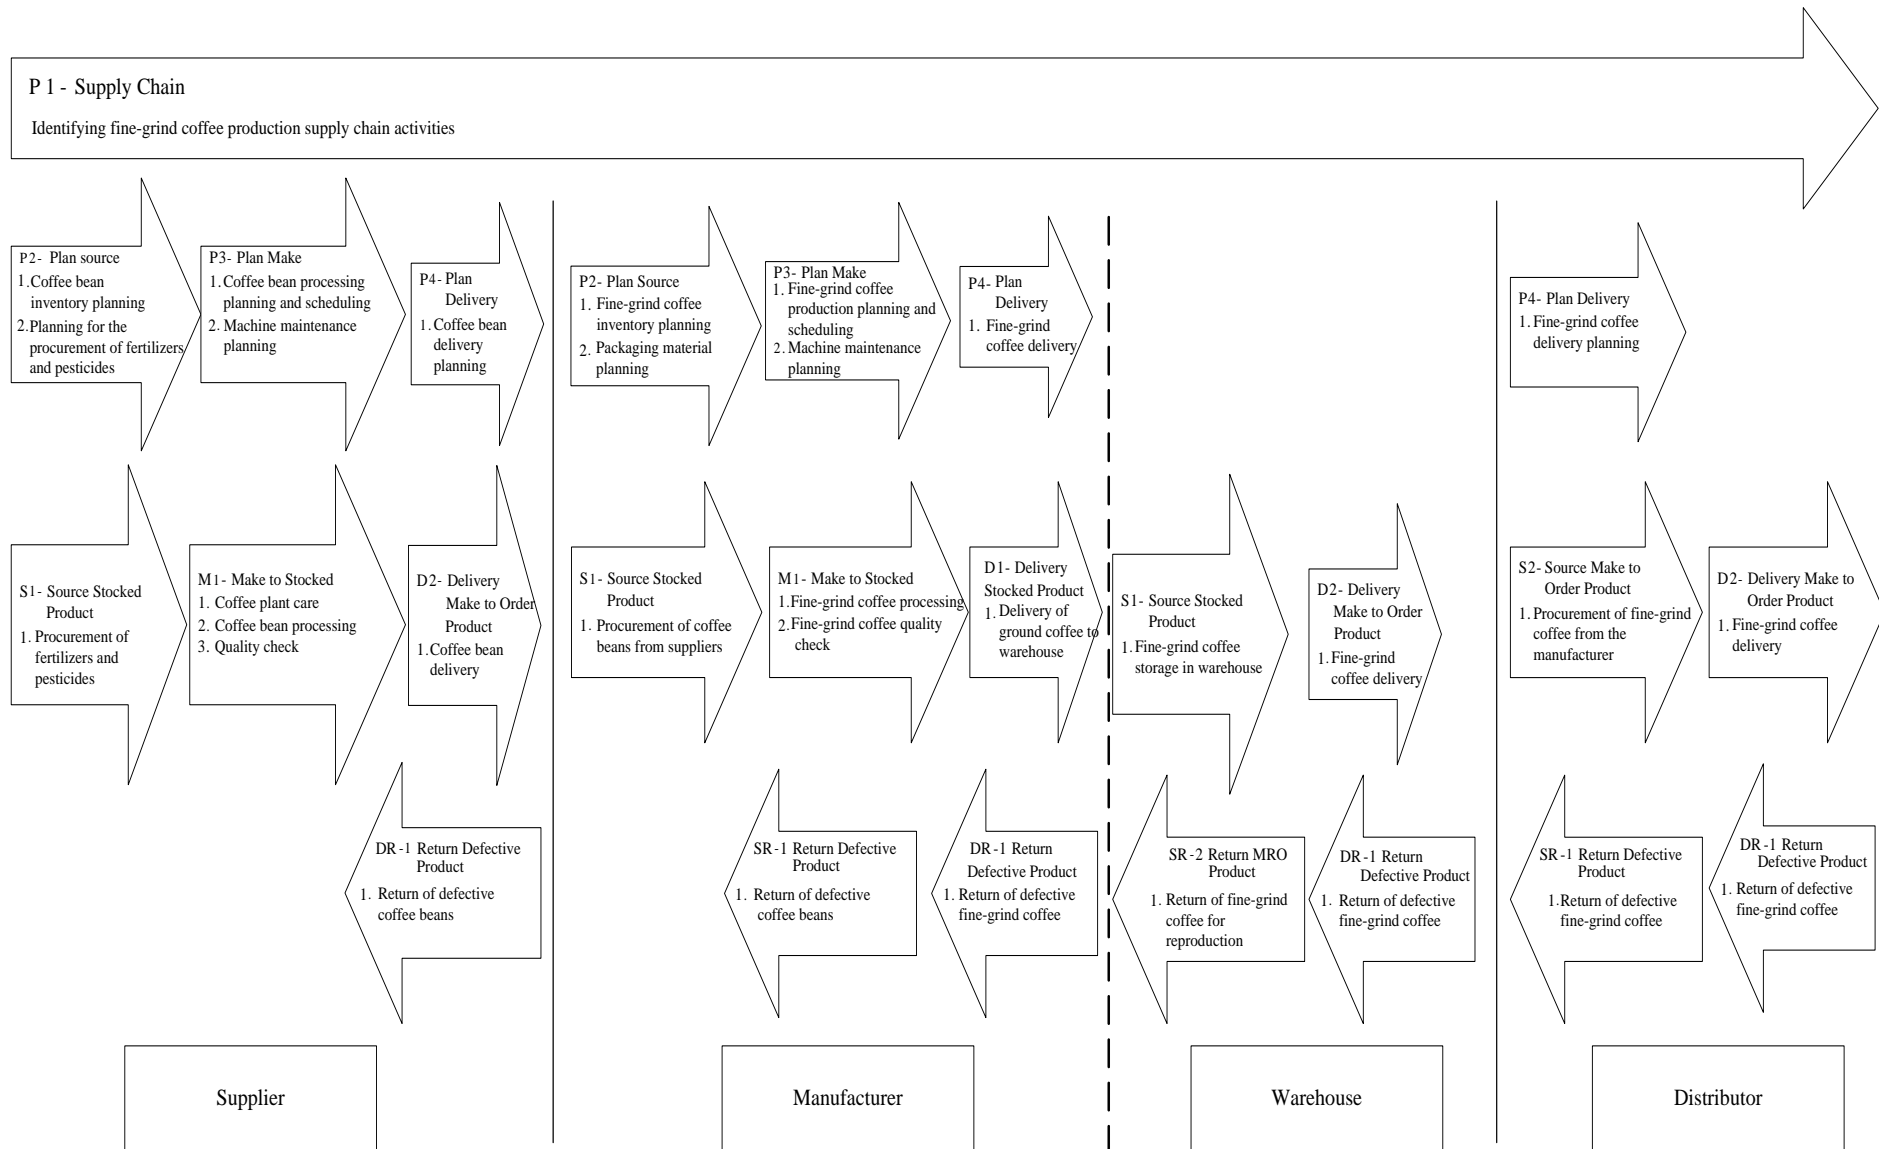 P 1 - Supply Chain
Identifying fine-grind coffee production supply chain activities
P2- Plan source
1. Coffee bean
inventory planning
2. Planning for the
procurement of fertilizers
and pesticides
P3- Plan Make
1. Coffee bean processing
planning and scheduling
2. Machine maintenance
planning
P4- Plan
Delivery
1. Coffee bean
delivery
planning
P2- Plan Source
1. Fine-grind coffee
inventory planning
2. Packaging material
planning
P3- Plan Make
1. Fine-grind coffee
production planning and
scheduling
2. Machine maintenance
planning
P4- Plan
Delivery
1. Fine-grind
coffee delivery
P4- Plan Delivery
1. Fine-grind coffee
delivery planning
S1- Source Stocked
Product
1. Procurement of
fertilizers and
pesticides
M1- Make to Stocked
1. Coffee plant care
2. Coffee bean processing
3. Quality check
D2- Delivery
Make to Order
Product
1. Coffee bean
delivery
S1- Source Stocked
Product
1. Procurement of coffee
beans from suppliers
M1- Make to Stocked
1. Fine-grind coffee processing
2. Fine-grind coffee quality
check
D1- Delivery
Stocked Product
1. Delivery of
ground coffee to
warehouse
S1- Source Stocked
Product
1. Fine-grind coffee
storage in warehouse
D2- Delivery
Make to Order
Product
1. Fine-grind
coffee delivery
S2- Source Make to
Order Product
1. Procurement of fine-grind
coffee from the
manufacturer
D2- Delivery Make to
Order Product
1. Fine-grind coffee
delivery
DR-1 Return Defective
Product
1. Return of defective
coffee beans
SR-1 Return Defective
Product
1. Return of defective
coffee beans
DR-1 Return
Defective Product
1. Return of defective
fine-grind coffee
SR-2 Return MRO
Product
1. Return of fine-grind
coffee for
reproduction
DR-1 Return
Defective Product
1. Return of defective
fine-grind coffee
SR-1 Return Defective
Product
1. Return of defective
fine-grind coffee
DR-1 Return
Defective Product
1. Return of defective
fine-grind coffee
Supplier
Manufacturer
Warehouse
Distributor